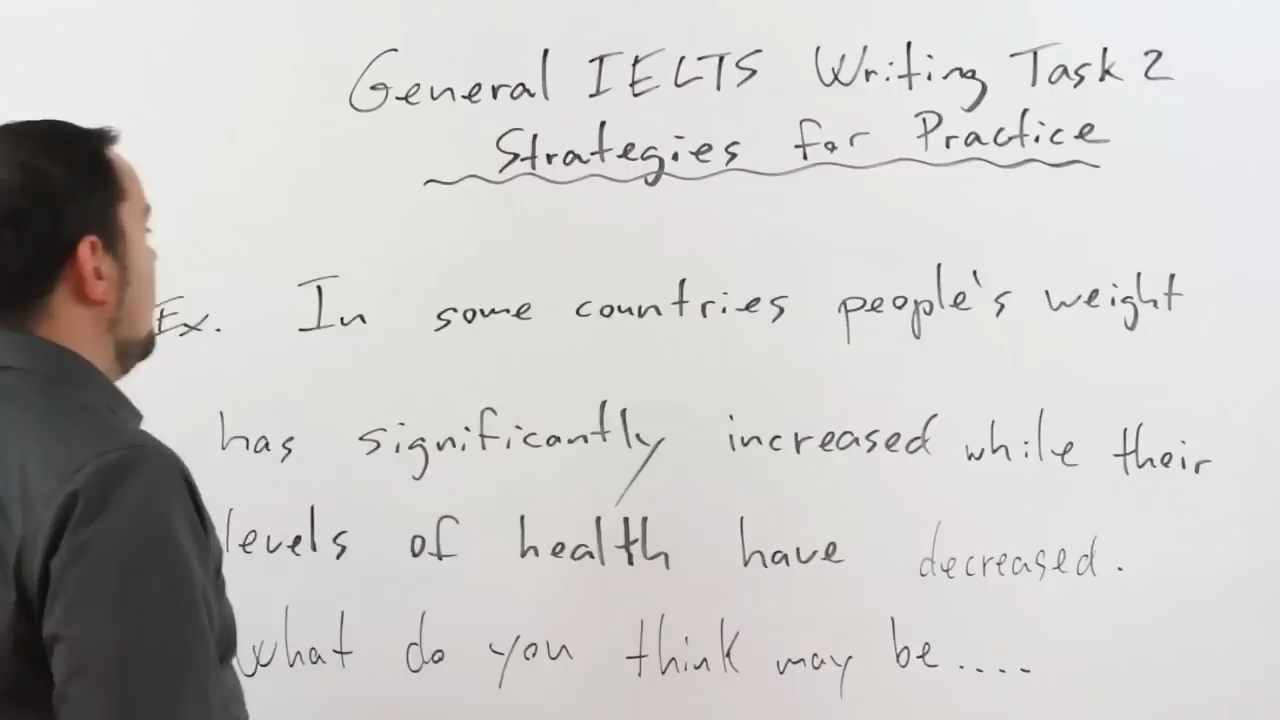 General IELTS Writing Task 2
Strategies for Practice
Ex. In some countries people's weight
has significantly increased while their
levels of health have decreased.
What do you think may be....